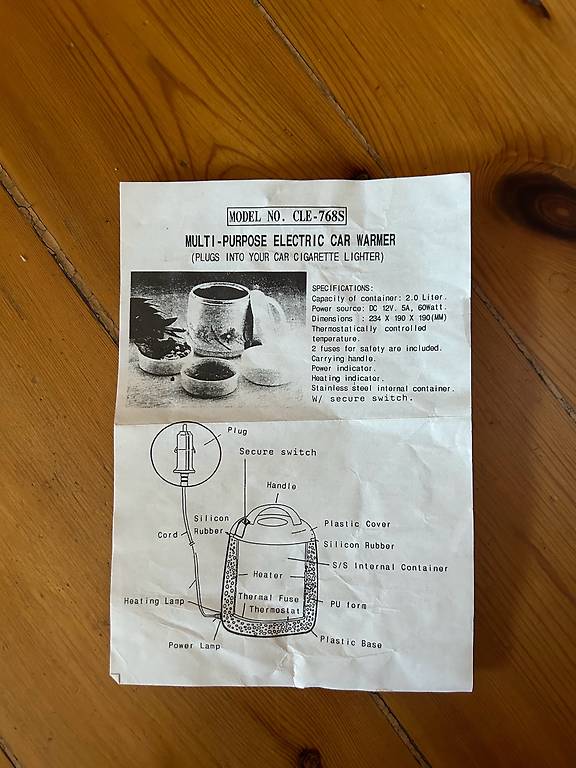 MODEL NO. CLE-768S
MULTI-PURPOSE ELECTRIC CAR WARMER
(PLUGS INTO YOUR CAR CIGARETTE LIGHTER)
SPECIFICATIONS:
Capacity of container: 2.0 Liter.
Power source: DC 12V. 5A, 60Watt.
Dimensions : 234 X 190 X 190(MM)
Thermostatically controlled
temperature.
2 fuses for safety are included.
Carrying handle.
Power indicator.
Heating indicator.
Stainless steel internal container.
W/ secure switch.
Plug
Secure switch
Handle
Silicon
Rubber
Plastic Cover
Cord
Silicon Rubber
S/S Internal Container
Heater
Thermal Fuse
Heating Lamp
Thermostat
PU form
Power Lamp
Plastic Base